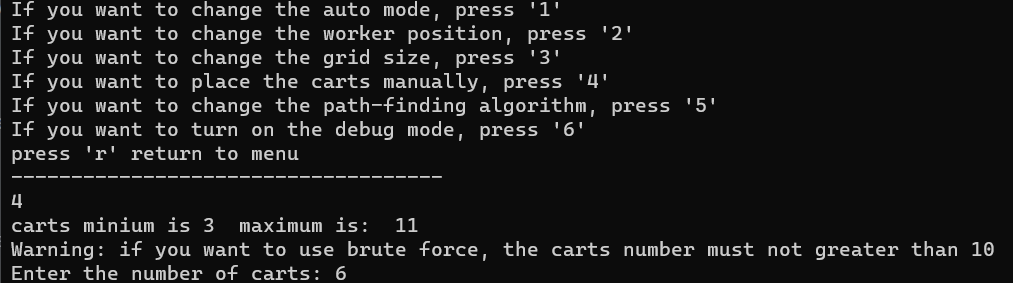 If you want to change the auto mode, press '1'
If you want to change the worker position, press '2'
If you want to change the grid size, press '3'
If you want to place the carts manually, press '4'
If you want to change the path-finding algorithm, press '5'
If you want to turn on the debug mode, press '6'
press 'r' return to menu
------------------------------------
4
carts minium is 3  maximum is:  11
Warning: if you want to use brute force, the carts number must not greater than 10
Enter the number of carts: 6